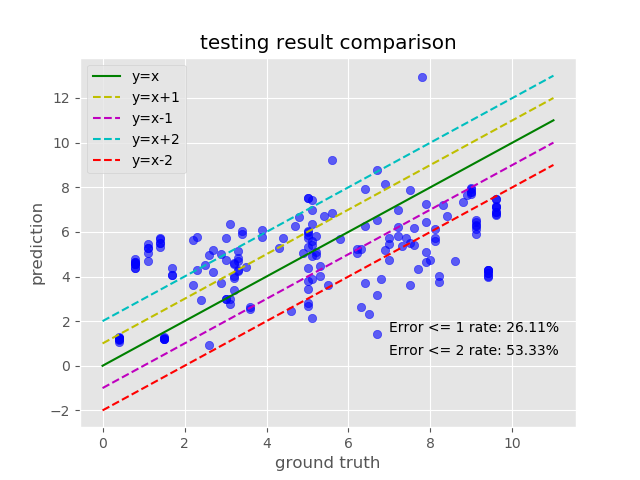 testing result comparison
y=x
y=x+1
y=x-1
y=x+2
y=x-2
12
10
8
6
4
2
0
−2
prediction
Error <= 1 rate: 26.11%
Error <= 2 rate: 53.33%
0 2 4 6 8 10
ground truth